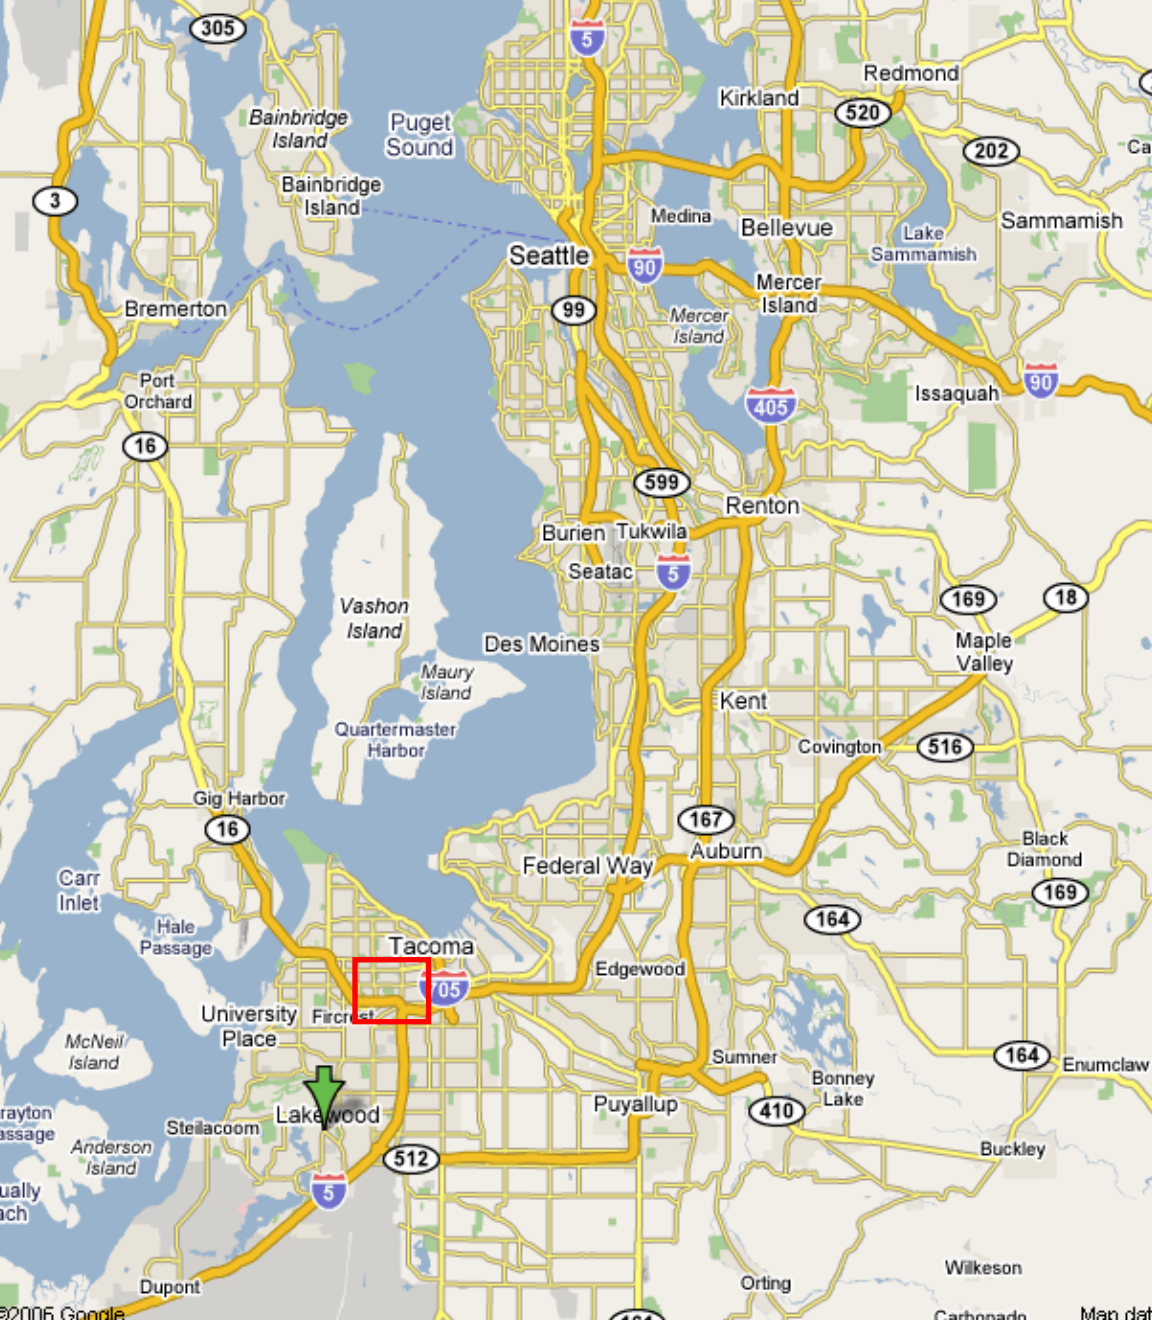 305
5
Redmond
Kirkland
520
Bainbridge
Island
Puget
Sound
202
Ca
Bainbridge
Island
3
Medina
Sammamish
Bellevue
Lake
Sammamish
Seattle
90
Mercer
Island
Bremerton
99
Mercer
Island
Port
Orchard
90
Issaquah
405
16
599
Renton
Burien
Tukwila
Seatac
5
169
18
Vashon
Island
Des Moines
Maple
Valley
Maury
Island
Kent
Quartermaster
Harbor
Covington
516
Gig Harbor
16
167
Black
Diamond
Auburn
Federal Way
Carr
Inlet
169
164
Hale
Passage
Tacoma
Edgewood
705
University
Place
Fircrest
McNeil
Island
164
Sumner
Enumclaw
Bonney
Lake
Puyallup
410
Lakewood
rayton
assage
Steilacoom
Anderson
Island
Buckley
512
5
ually
ach
Dupont
Orting
Wilkeson
©2006 Google
161
Carbonado
Map dat